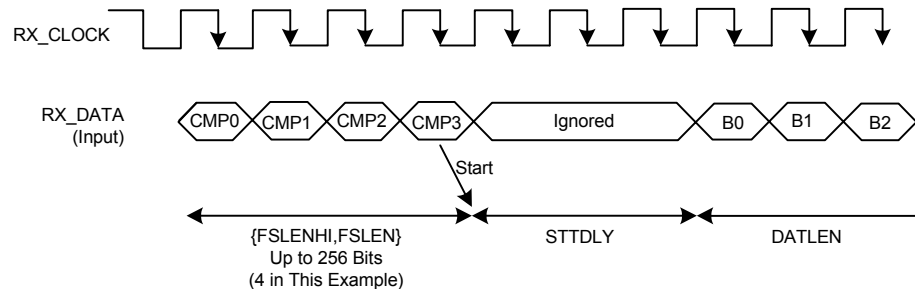 RX_CLOCK
RX_DATA
(Input)
CMP0 CMP1 CMP2 CMP3 Ignored B0 B1 B2
Start
{FSLENHI,FSLEN}
Up to 256 Bits
(4 in This Example)
STTDLY
DATLEN